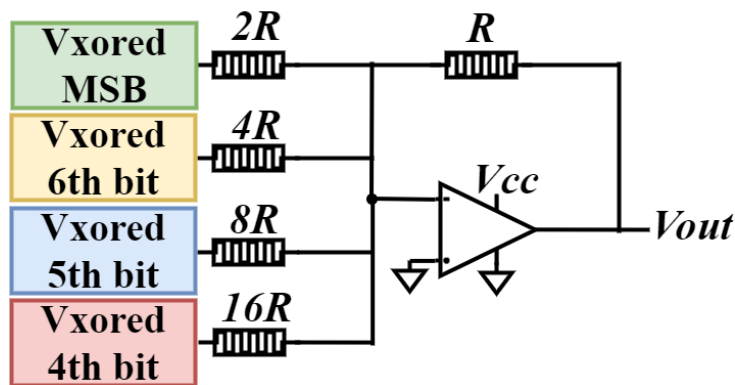 Vxored
MSB
2R
R
Vxored
6th bit
4R
Vcc
Vxored
5th bit
8R
Vout
Vxored
4th bit
16R